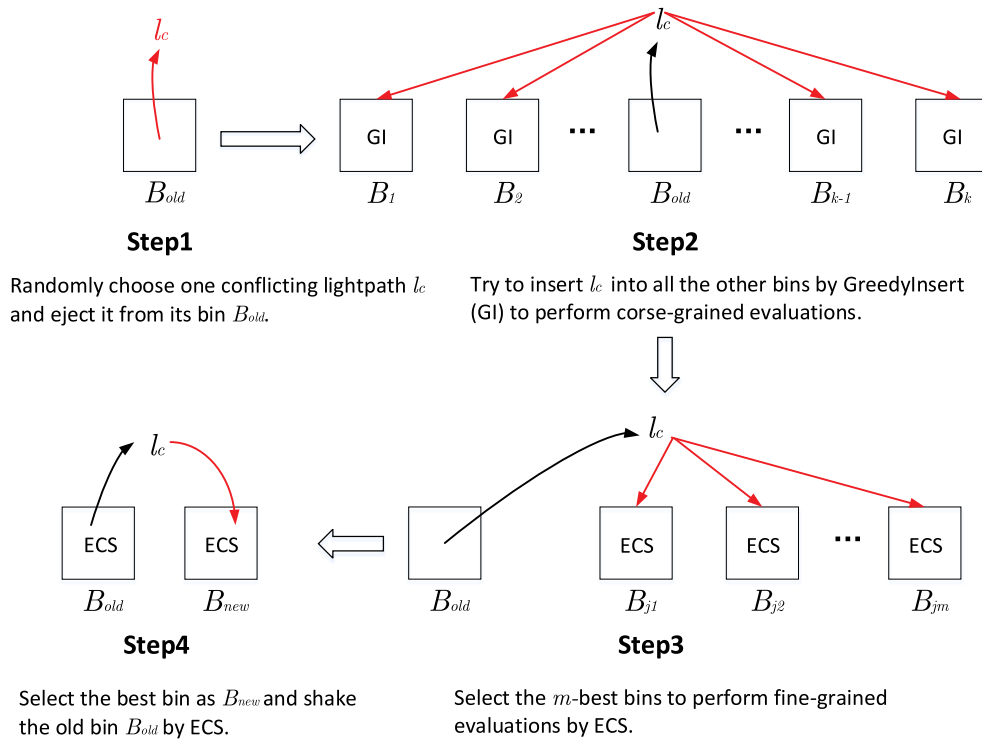 lc
lc
GI
GI
...
...
GI
GI
Bold
B1
B2
Bold
Bk-1
Bk
Step1
Step2
Randomly choose one conflicting lightpath lc
and eject it from its bin Bold.
Try to insert lc into all the other bins by GreedyInsert
(GI) to perform corse-grained evaluations.
lc
lc
ECS
ECS
ECS
ECS
...
ECS
Bold
Bnew
Bold
Bj1
Bj2
Bjm
Step4
Step3
Select the best bin as Bnew and shake
the old bin Bold by ECS.
Select the m-best bins to perform fine-grained
evaluations by ECS.